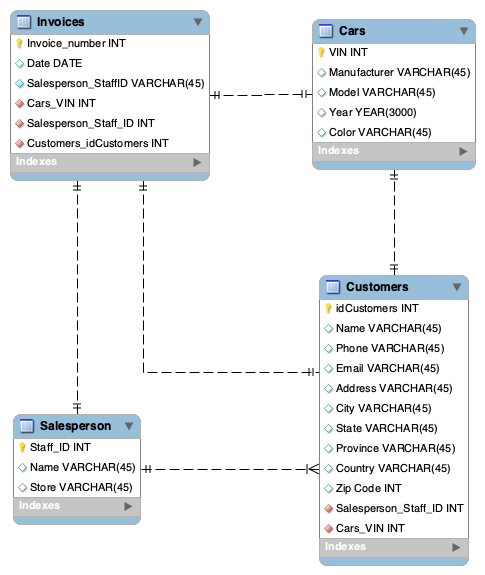 Invoices
Invoice_number INT
Date DATE
Salesperson_StaffID VARCHAR(45)
Cars_VIN INT
Salesperson_Staff_ID INT
Customers_idCustomers INT
Indexes
Cars
VIN INT
Manufacturer VARCHAR(45)
Model VARCHAR(45)
Year YEAR(3000)
Color VARCHAR(45)
Indexes
Customers
idCustomers INT
Name VARCHAR(45)
Phone VARCHAR(45)
Email VARCHAR(45)
Address VARCHAR(45)
City VARCHAR(45)
State VARCHAR(45)
Province VARCHAR(45)
Country VARCHAR(45)
Zip Code INT
Salesperson_Staff_ID INT
Cars_VIN INT
Indexes
Salesperson
Staff_ID INT
Name VARCHAR(45)
Store VARCHAR(45)
Indexes